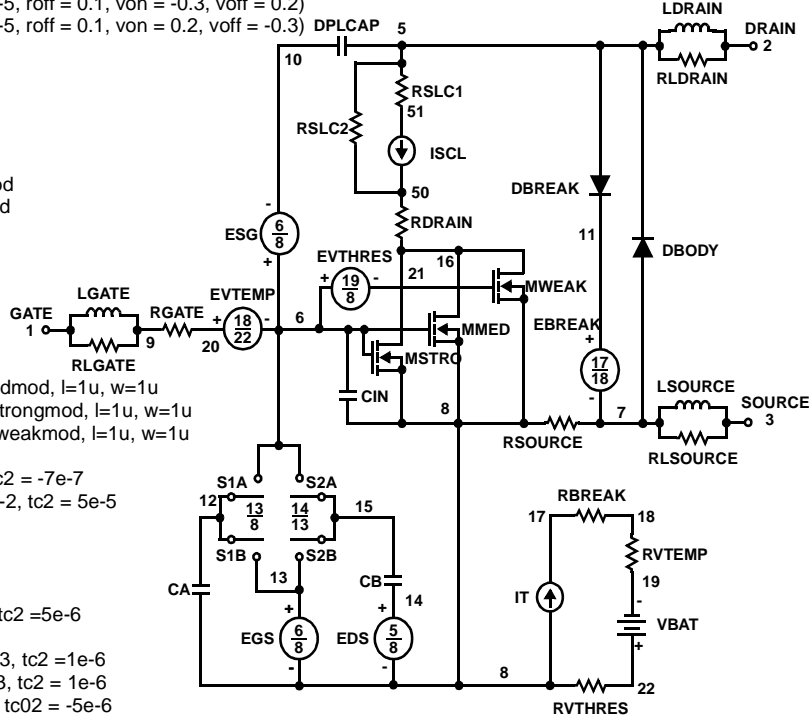 -5, roff = 0.1, von = -0.3, voff = 0.2)
-5, roff = 0.1, von = 0.2, voff = -0.3)
DPLCAP
5
10
LDRAIN
DRAIN
2
RLDRAIN
RSLC1
51
RSLC2
ISCL
50
od
d
-
ESG
6
8
+
RDRAIN
DBREAK
11
DBODY
EVTHRES
+
19
8
-
16
21
MWEAK
LGATE
GATE
1
RLGATE
9
RGATE
20
EVTEMP
+
18
22
-
6
MMED
MSTRO
EBREAK
+
17
18
-
CIN
8
RSOURCE
7
LSOURCE
SOURCE
3
RLSOURCE
dmod, l=1u, w=1u
trongmod, l=1u, w=1u
weakmod, l=1u, w=1u
c2 = -7e-7
-2, tc2 = 5e-5
S1A
S2A
12
13
8
14
13
15
S1B
S2B
13
CA
CB
14
+
EGS
6
8
-
+
EDS
5
8
-
RBREAK
17
18
RVTEMP
19
IT
-
VBAT
+
8
22
RVTHRES
tc2 =5e-6
3, tc2 =1e-6
3, tc2 = 1e-6
tc02 = -5e-6